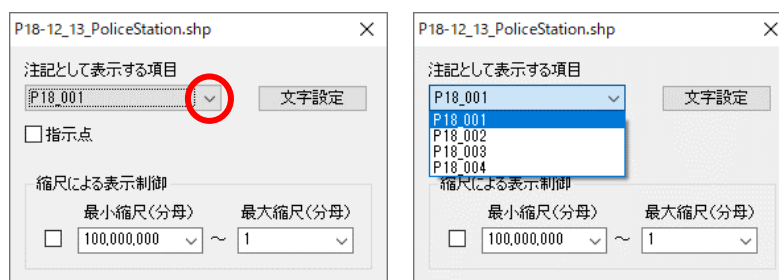 P18-12_13_PoliceStation.shp
注記として表示する項目
P18_001
文字設定
指示点
縮尺による表示制御
最小縮尺(分母)
最大縮尺(分母)
100,000,000
～
1
P18-12_13_PoliceStation.shp
注記として表示する項目
P18_001
文字設定
P18_001
P18_002
P18_003
P18_004
縮尺による表示制御
最小縮尺(分母)
最大縮尺(分母)
100,000,000
～
1